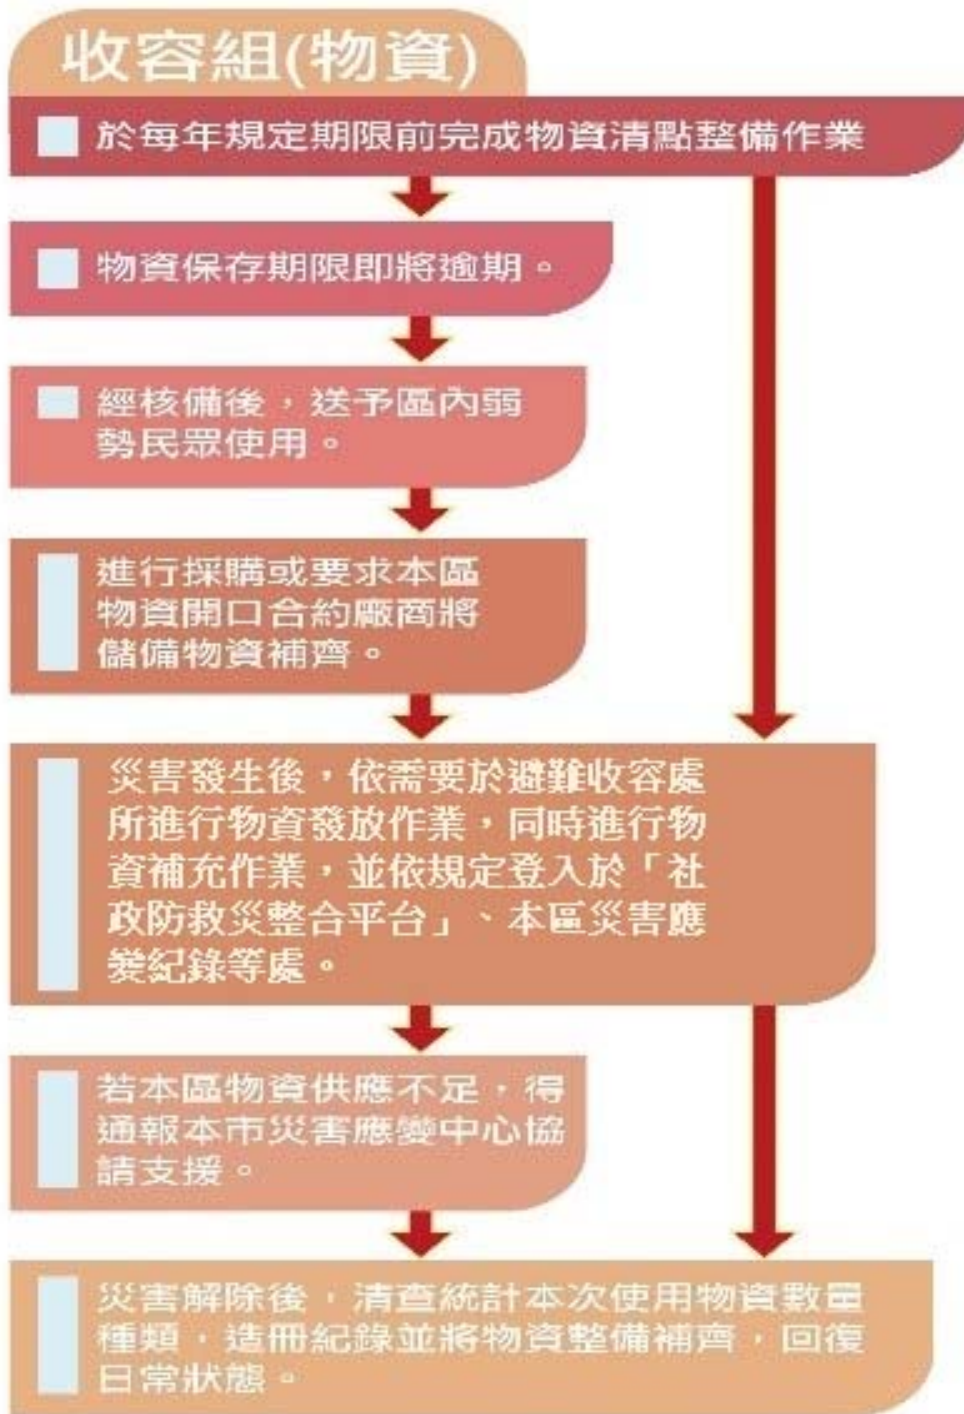 收容組(物資)
於每年規定期限前完成物資清點整備作業
物資保存期限即將逾期。
經核備後，送予區內弱
勢民眾使用。
進行採購或要求本區
物資開口合約廠商將
儲備物資補齊。
災害發生後，依需要於避難收容處
所進行物資發放作業，同時進行物
資補充作業，並依規定登入於「社
政防救災整合平台」、本區災害應
變紀錄等處。
若本區物資供應不足，得
通報本市災害應變中心協
請支援。
災害解除後，清查統計本次使用物資數量
種類，造冊紀錄並將物資整備補齊，回復
日常狀態。